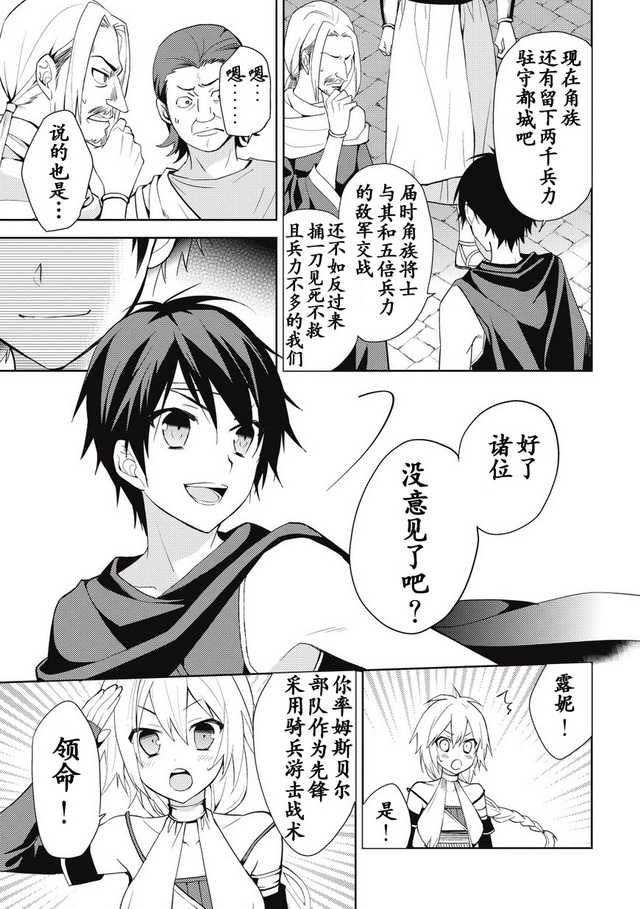 现在角族
还有留下两千兵力
驻守都城吧
届时角族将士
与其和五倍兵力
的敌军交战
还不如反过来
捅一刀见死不救
且兵力不多的我们
嗯…
嗯…
…
说的也是…
好了
诸位
没意见了吧？
露妮！
是！
你率姆斯贝尔
部队作为先锋
采用骑兵游击战术
领命！